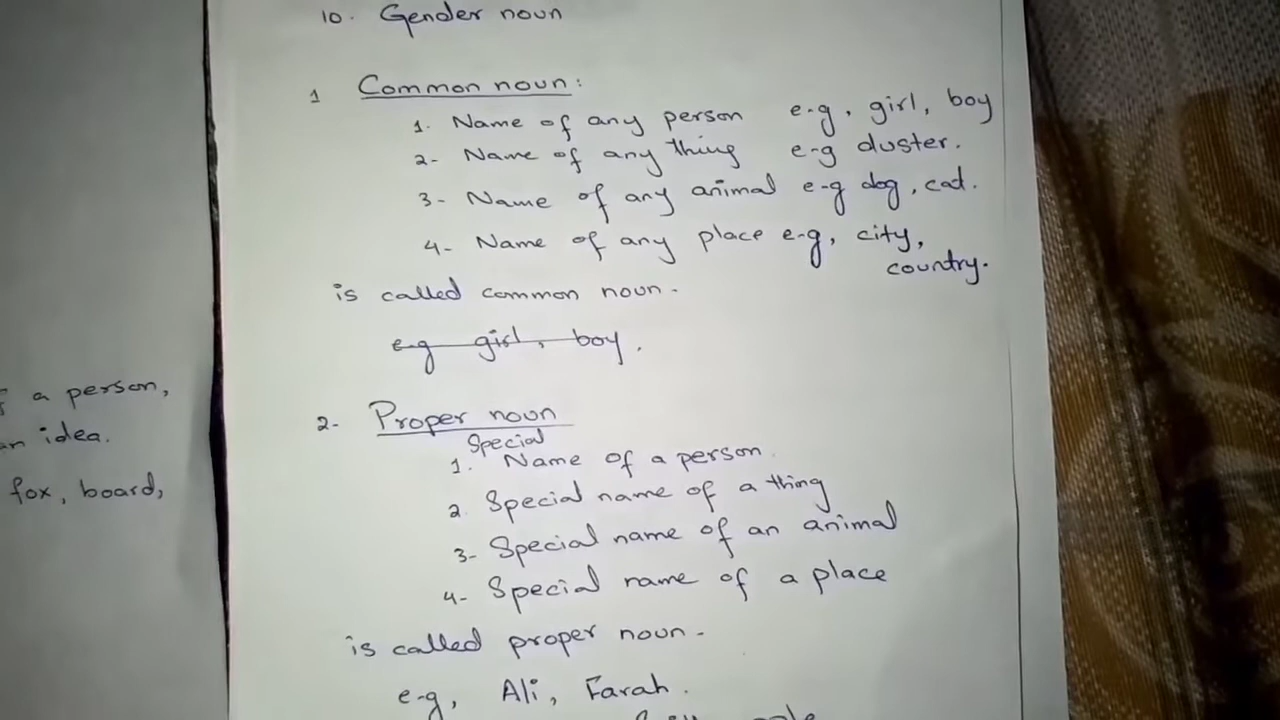 10. Gender noun
1 Common noun:
1. Name of any person e.g, girl, boy
2- Name of any thing e-g duster.
3- Name of any animal e-g dog, cat.
4- Name of any place e-g, city,
country.
is called common noun.
e-g girl, boy.
2- Proper noun
Special
1. Name of a person.
2. Special name of a thing
3- Special name of an animal
4- Special name of a place
is called proper noun.
e-g, Ali, Farah.
a person,
an idea.
fox, board,